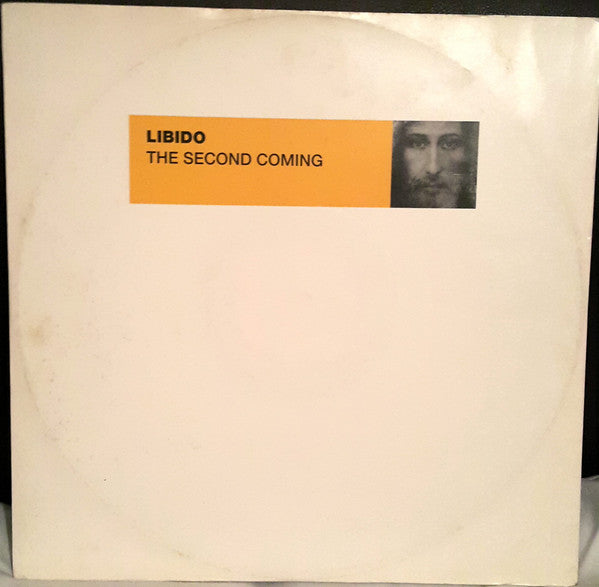 LIBIDO
THE SECOND COMING